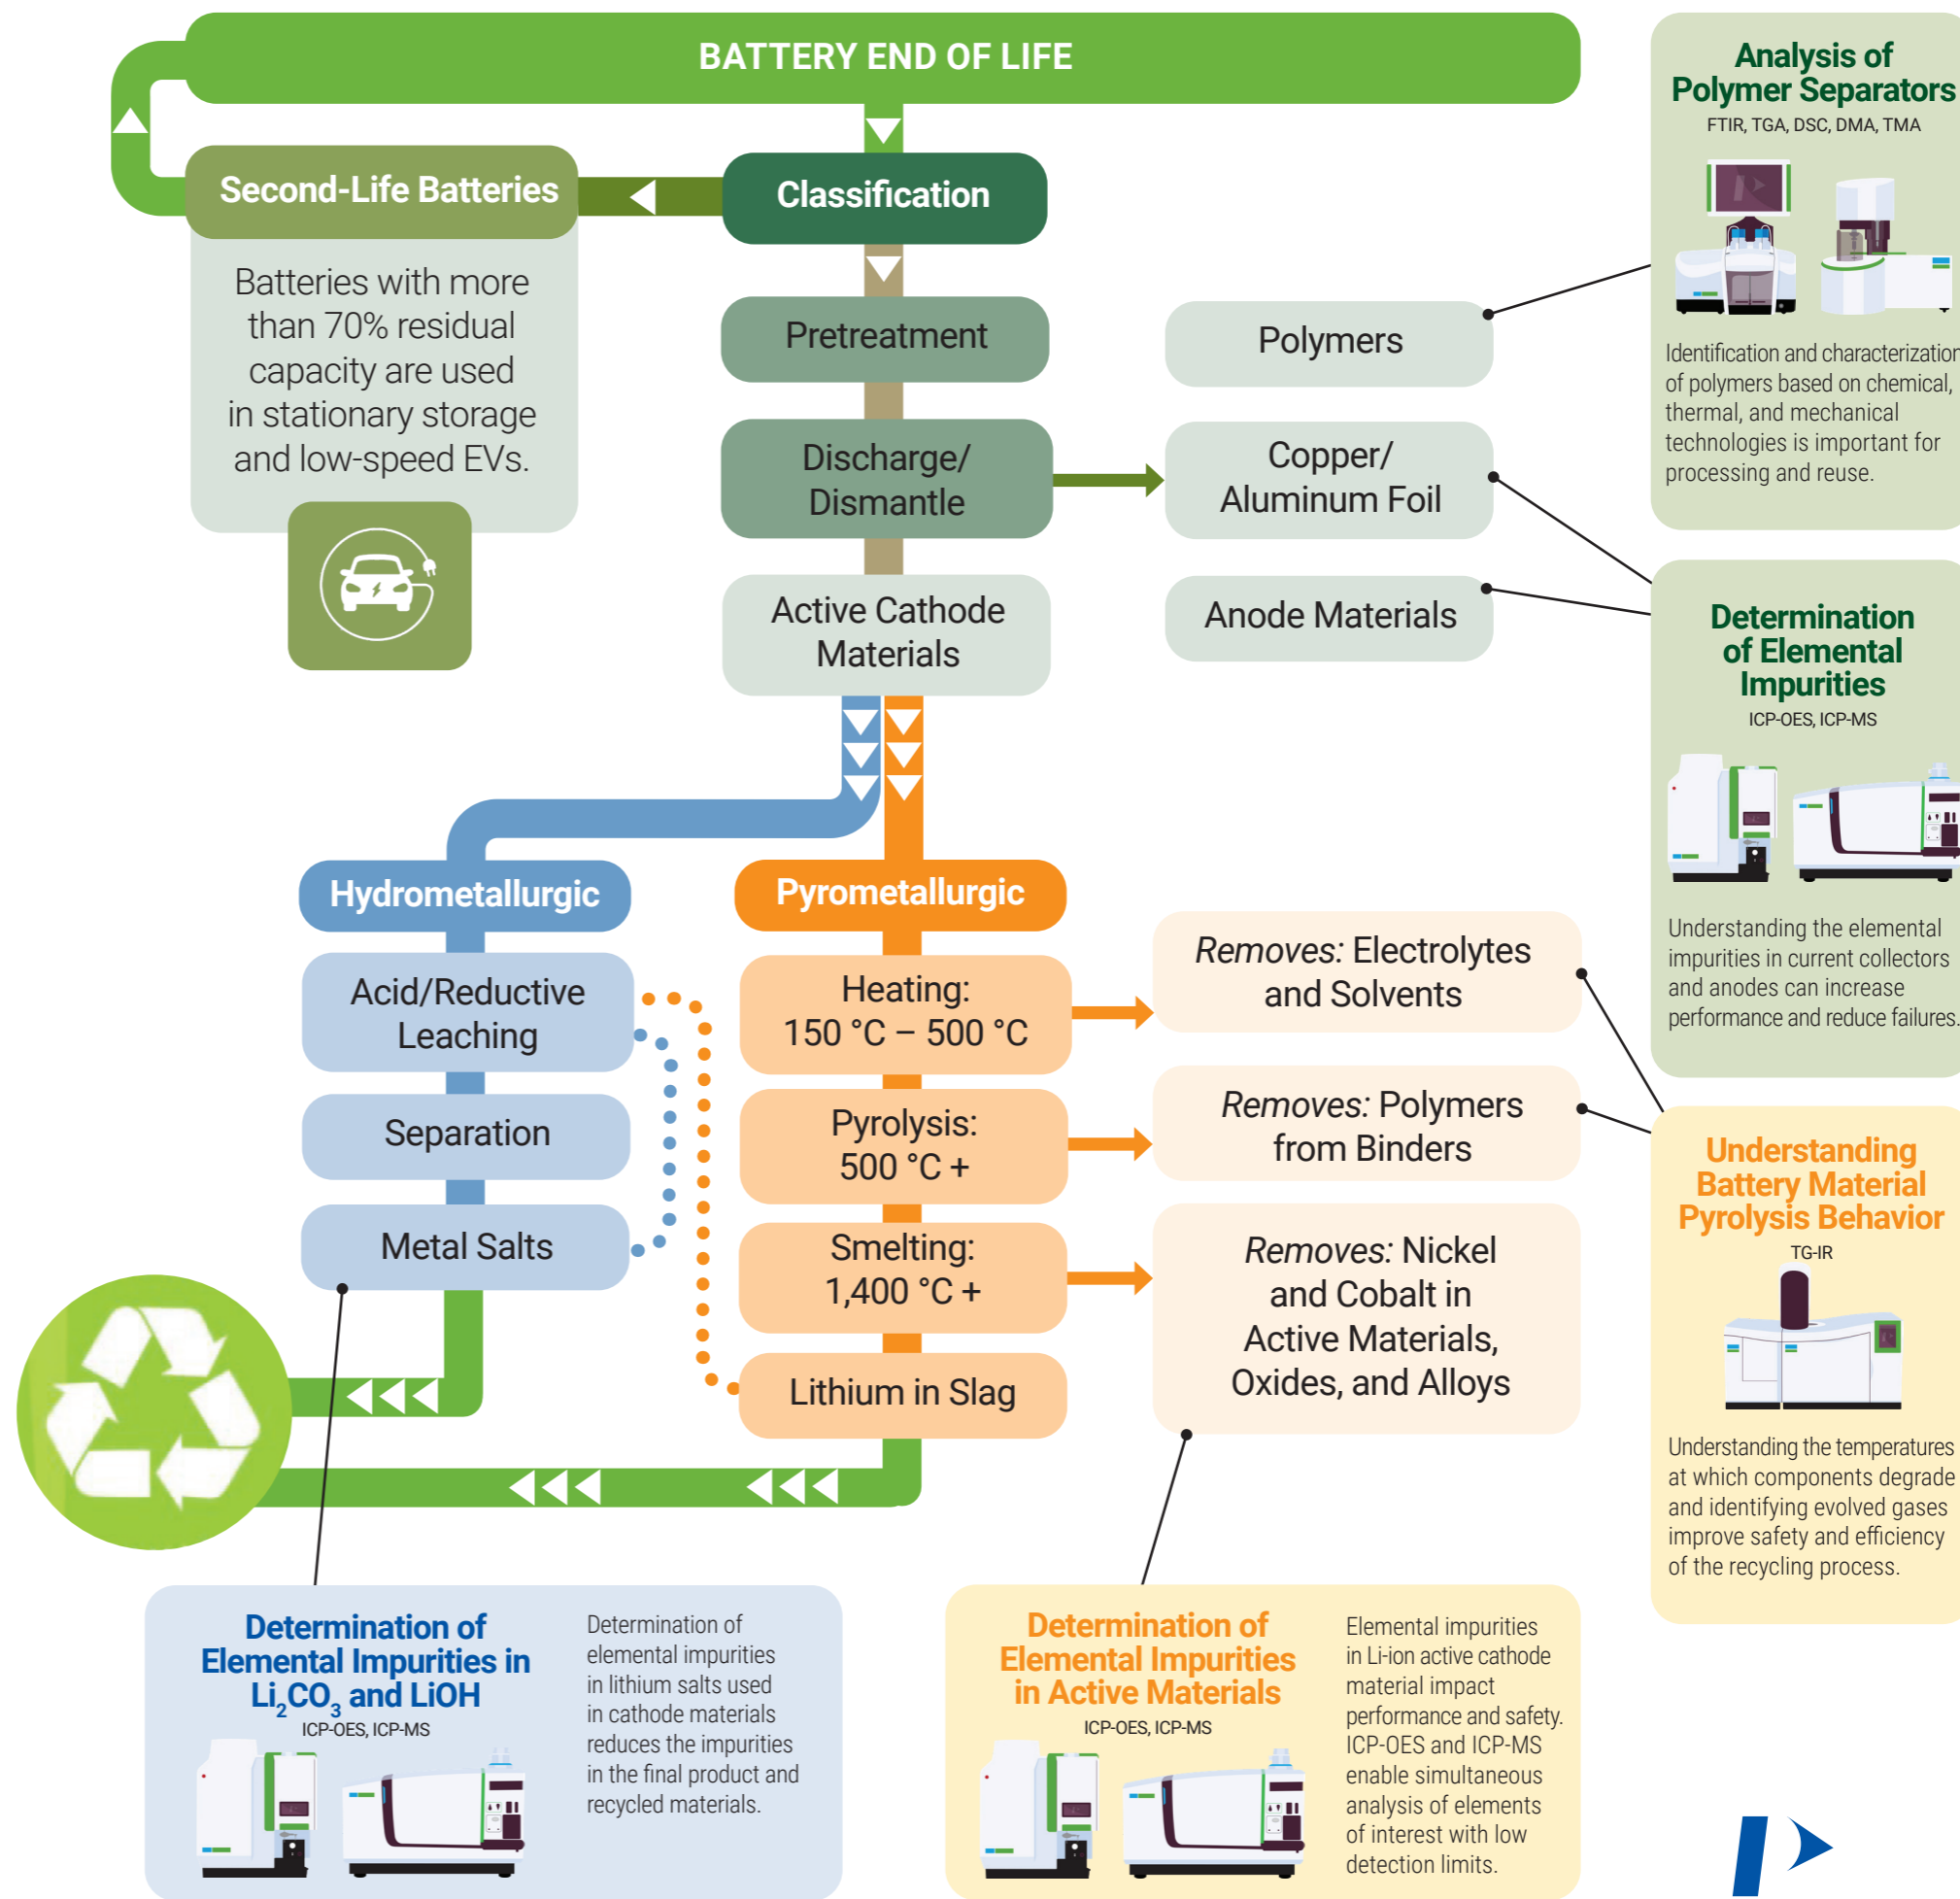 BATTERY END OF LIFE
Second-Life Batteries
Batteries with more
than 70% residual
capacity are used
in stationary storage
and low-speed EVs.
Classification
Pretreatment
Discharge/
Dismantle
Active Cathode
Materials
Polymers
Copper/
Aluminum Foil
Anode Materials
Analysis of
Polymer Separators
FTIR, TGA, DSC, DMA, TMA
Identification and characterization
of polymers based on chemical,
thermal, and mechanical
technologies is important for
processing and reuse.
Determination
of Elemental
Impurities
ICP-OES, ICP-MS
Understanding the elemental
impurities in current collectors
and anodes can increase
performance and reduce failures.
Hydrometallurgic
Acid/Reductive
Leaching
Separation
Metal Salts
Pyrometallurgic
Heating:
150 °C – 500 °C
Pyrolysis:
500 °C +
Smelting:
1,400 °C +
Lithium in Slag
Removes: Electrolytes
and Solvents
Removes: Polymers
from Binders
Removes: Nickel
and Cobalt in
Active Materials,
Oxides, and Alloys
Understanding
Battery Material
Pyrolysis Behavior
TG-IR
Understanding the temperatures
at which components degrade
and identifying evolved gases
improve safety and efficiency
of the recycling process.
Determination of
Elemental Impurities in
Li₂CO₃ and LiOH
ICP-OES, ICP-MS
Determination of
elemental impurities
in lithium salts used
in cathode materials
reduces the impurities
in the final product and
recycled materials.
Determination of
Elemental Impurities
in Active Materials
ICP-OES, ICP-MS
Elemental impurities
in Li-ion active cathode
material impact
performance and safety.
ICP-OES and ICP-MS
enable simultaneous
analysis of elements
of interest with low
detection limits.